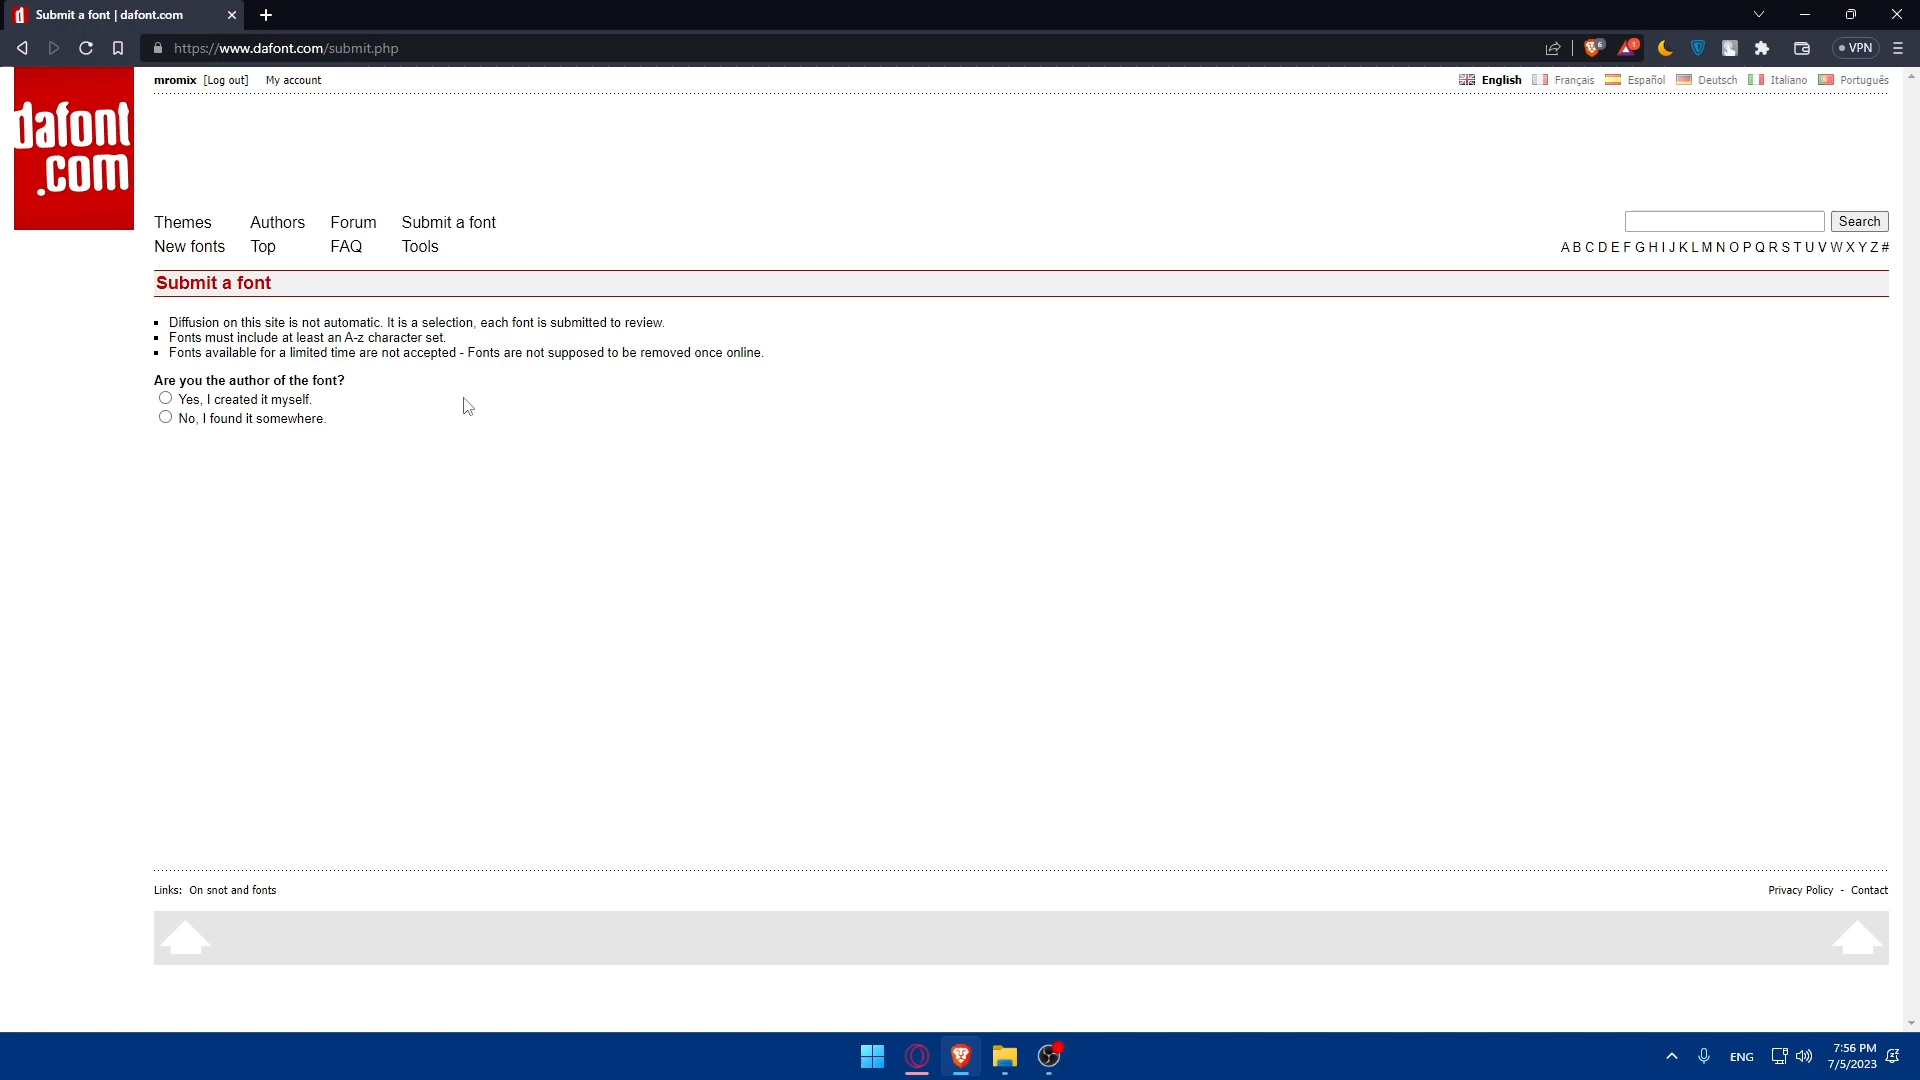 Submit a font | dafont.com
https://www.dafont.com/submit.php
6
1
VPN
dafont
.com
mromix [Log out] My account
English Français Español Deutsch Italiano Português
Themes Authors Forum Submit a font
Search
New fonts Top FAQ Tools
A B C D E F G H I J K L M N O P Q R S T U V W X Y Z #
Submit a font
Diffusion on this site is not automatic. It is a selection, each font is submitted to review.
Fonts must include at least an A-z character set.
Fonts available for a limited time are not accepted - Fonts are not supposed to be removed once online.
Are you the author of the font?
Yes, I created it myself.
No, I found it somewhere.
Links: On snot and fonts
Privacy Policy - Contact
ENG
7:56 PM
7/5/2023